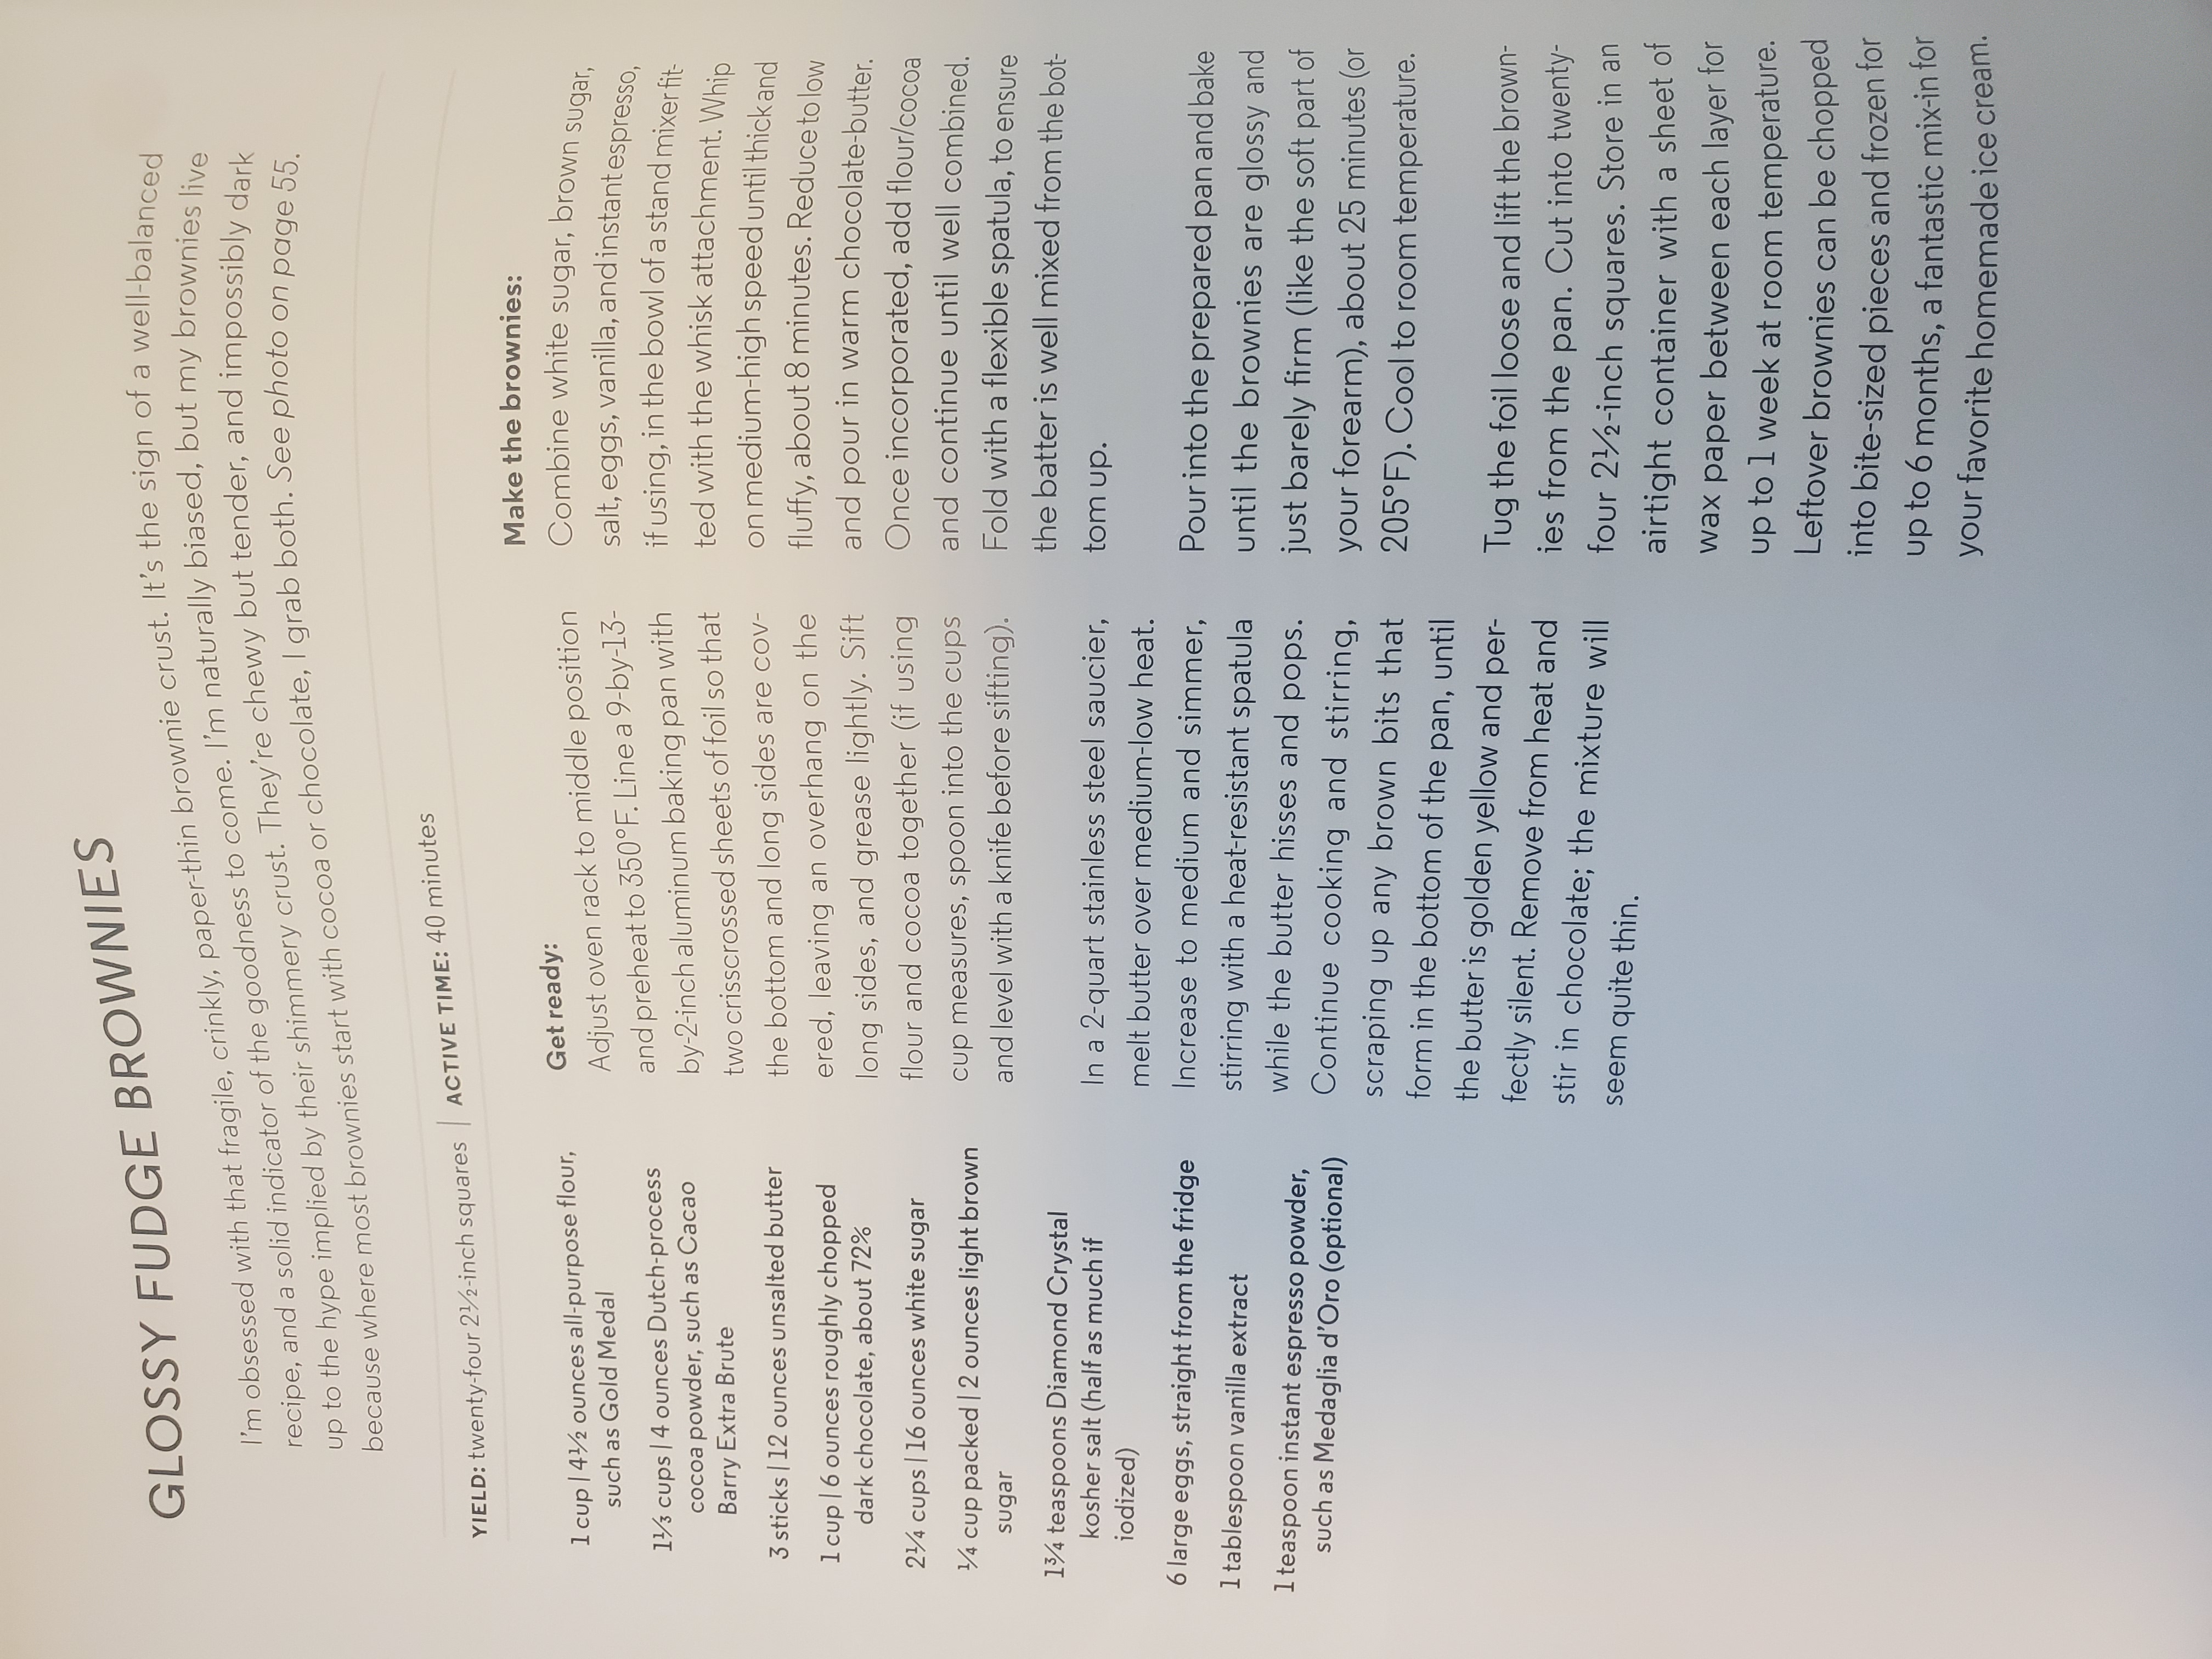 GLOSSY FUDGE BROWNIES
I'm obsessed with that fragile, crinkly, paper-thin brownie crust. It's the sign of a well-balanced
recipe, and a solid indicator of the goodness to come. I'm naturally biased, but my brownies live
up to the hype implied by their shimmery crust. They're chewy but tender, and impossibly dark
because where most brownies start with cocoa or chocolate, I grab both. See photo on page 55.
YIELD: twenty-four 2½-inch squares | ACTIVE TIME: 40 minutes
1 cup | 4½ ounces all-purpose flour,
such as Gold Medal
1⅓ cups | 4 ounces Dutch-process
cocoa powder, such as Cacao
Barry Extra Brute
3 sticks | 12 ounces unsalted butter
1 cup | 6 ounces roughly chopped
dark chocolate, about 72%
2¼ cups | 16 ounces white sugar
¼ cup packed | 2 ounces light brown
sugar
1¾ teaspoons Diamond Crystal
kosher salt (half as much if
iodized)
6 large eggs, straight from the fridge
1 tablespoon vanilla extract
1 teaspoon instant espresso powder,
such as Medaglia d'Oro (optional)
Get ready:
Adjust oven rack to middle position
and preheat to 350°F. Line a 9-by-13-
by-2-inch aluminum baking pan with
two crisscrossed sheets of foil so that
the bottom and long sides are cov-
ered, leaving an overhang on the
long sides, and grease lightly. Sift
flour and cocoa together (if using
cup measures, spoon into the cups
and level with a knife before sifting).
In a 2-quart stainless steel saucier,
melt butter over medium-low heat.
Increase to medium and simmer,
stirring with a heat-resistant spatula
while the butter hisses and pops.
Continue cooking and stirring,
scraping up any brown bits that
form in the bottom of the pan, until
the butter is golden yellow and per-
fectly silent. Remove from heat and
stir in chocolate; the mixture will
seem quite thin.
Make the brownies:
Combine white sugar, brown sugar,
salt, eggs, vanilla, and instant espresso,
if using, in the bowl of a stand mixer fit-
ted with the whisk attachment. Whip
on medium-high speed until thick and
fluffy, about 8 minutes. Reduce to low
and pour in warm chocolate-butter.
Once incorporated, add flour/cocoa
and continue until well combined.
Fold with a flexible spatula, to ensure
the batter is well mixed from the bot-
tom up.
Pour into the prepared pan and bake
until the brownies are glossy and
just barely firm (like the soft part of
your forearm), about 25 minutes (or
205°F). Cool to room temperature.
Tug the foil loose and lift the brown-
ies from the pan. Cut into twenty-
four 2½-inch squares. Store in an
airtight container with a sheet of
wax paper between each layer for
up to 1 week at room temperature.
Leftover brownies can be chopped
into bite-sized pieces and frozen for
up to 6 months, a fantastic mix-in for
your favorite homemade ice cream.